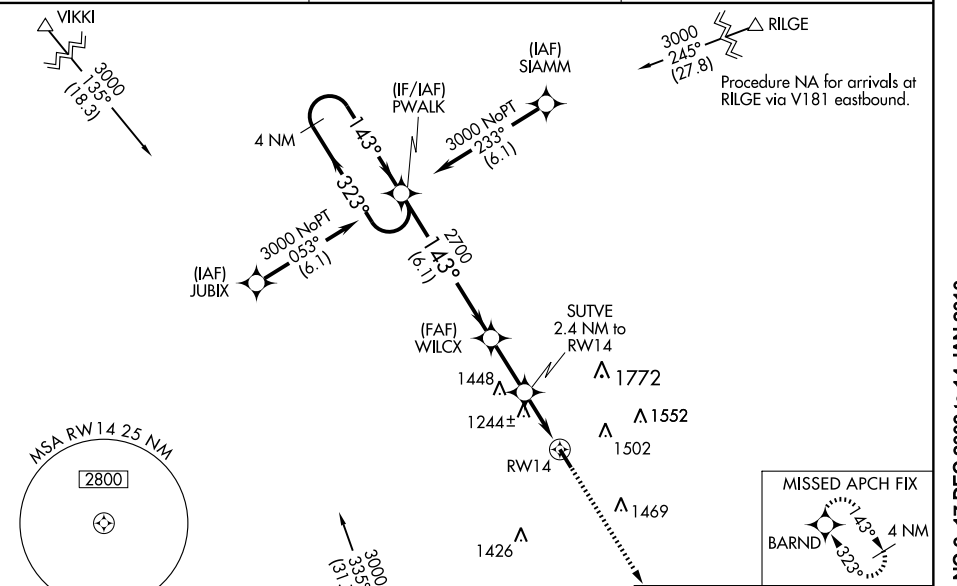 VIKKI
3000
135°
(18.3)
(IF/IAF)
PWALK
4 NM
143°
323°
(IAF)
SIAMM
3000 NoPT
233°
(6.1)
3000
245°
(27.8)
RILGE
Procedure NA for arrivals at
RILGE via V181 eastbound.
3000 NoPT
053°
(6.1)
(IAF)
JUBIX
2700
143°
(6.1)
(FAF)
WILCX
SUTVE
2.4 NM to
RW14
1448
1244±
1772
1552
1502
RW14
1469
1426
MSA RW14 25 NM
2800
3000
335°
MISSED APCH FIX
BARND
143°
323°
4 NM